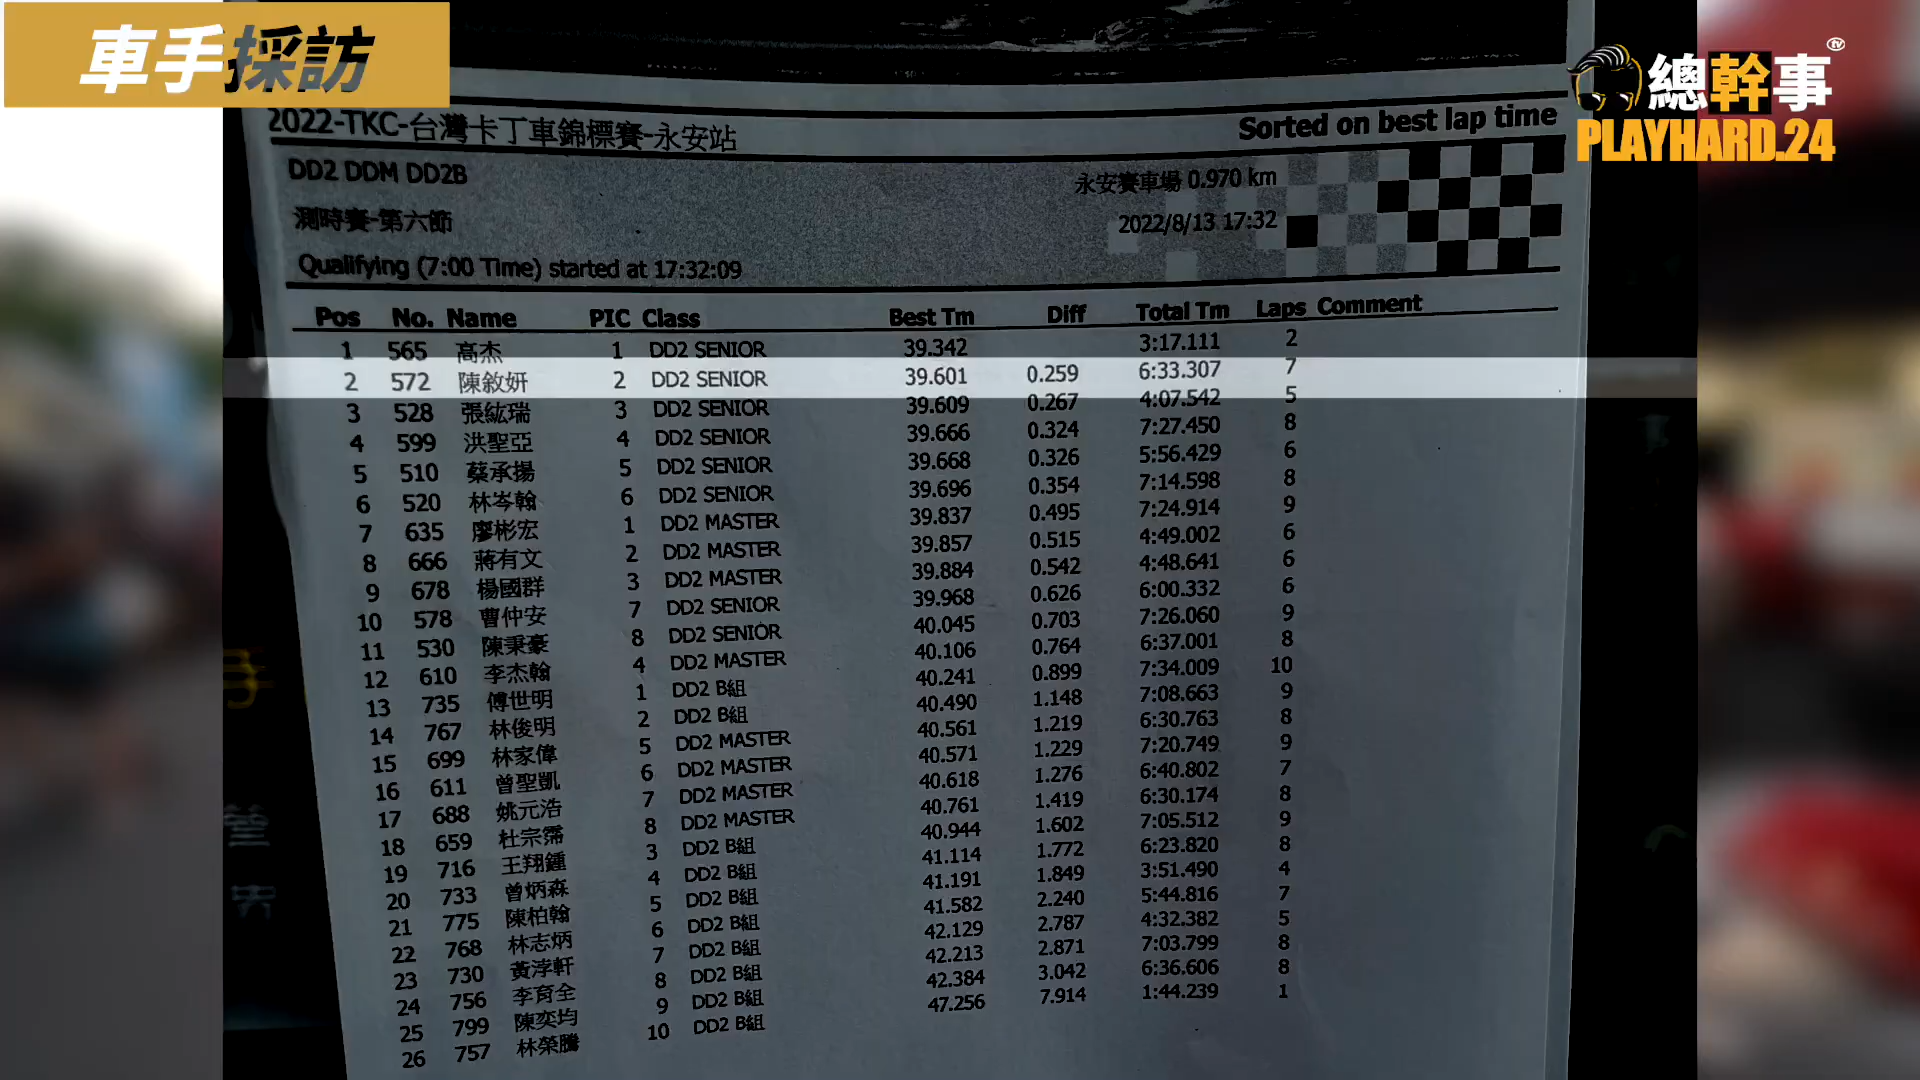 車手採訪
總幹事 tv
PLAYHARD.24
2022-TKC-台灣卡丁車錦標賽-永安站 Sorted on best lap time
DD2 DDM DD2B 永安賽車場 0.970 km
測時賽-第六節 2022/8/13 17:32
Qualifying (7:00 Time) started at 17:32:09
Pos No. Name PIC Class Best Tm Diff Total Tm Laps Comment
1 565 高杰 1 DD2 SENIOR 39.342 3:17.111 2
2 572 陳敘妍 2 DD2 SENIOR 39.601 0.259 6:33.307 7
3 528 張紘瑞 3 DD2 SENIOR 39.609 0.267 4:07.542 5
4 599 洪聖亞 4 DD2 SENIOR 39.666 0.324 7:27.450 8
5 510 蔡承揚 5 DD2 SENIOR 39.668 0.326 5:56.429 6
6 520 林岑翰 6 DD2 SENIOR 39.696 0.354 7:14.598 8
7 635 廖彬宏 1 DD2 MASTER 39.837 0.495 7:24.914 9
8 666 蔣有文 2 DD2 MASTER 39.857 0.515 4:49.002 6
9 678 楊國群 3 DD2 MASTER 39.884 0.542 4:48.641 6
10 578 曹仲安 7 DD2 SENIOR 39.968 0.626 6:00.332 6
11 530 陳秉豪 8 DD2 SENIOR 40.045 0.703 7:26.060 9
12 610 李杰翰 4 DD2 MASTER 40.106 0.764 6:37.001 8
13 735 傅世明 1 DD2 B組 40.241 0.899 7:34.009 10
14 767 林俊明 2 DD2 B組 40.490 1.148 7:08.663 9
15 699 林家偉 5 DD2 MASTER 40.561 1.219 6:30.763 8
16 611 曾聖凱 6 DD2 MASTER 40.571 1.229 7:20.749 9
17 688 姚元浩 7 DD2 MASTER 40.618 1.276 6:40.802 7
18 659 杜宗霈 8 DD2 MASTER 40.761 1.419 6:30.174 8
19 716 王翔鍾 3 DD2 B組 40.944 1.602 7:05.512 9
20 733 曾炳森 4 DD2 B組 41.114 1.772 6:23.820 8
21 775 陳柏翰 5 DD2 B組 41.191 1.849 3:51.490 4
22 768 林志炳 6 DD2 B組 41.582 2.240 5:44.816 7
23 730 黃浡軒 7 DD2 B組 42.129 2.787 4:32.382 5
24 756 李育全 8 DD2 B組 42.213 2.871 7:03.799 8
25 799 陳奕均 9 DD2 B組 42.384 3.042 6:36.606 8
26 757 林榮騰 10 DD2 B組 47.256 7.914 1:44.239 1